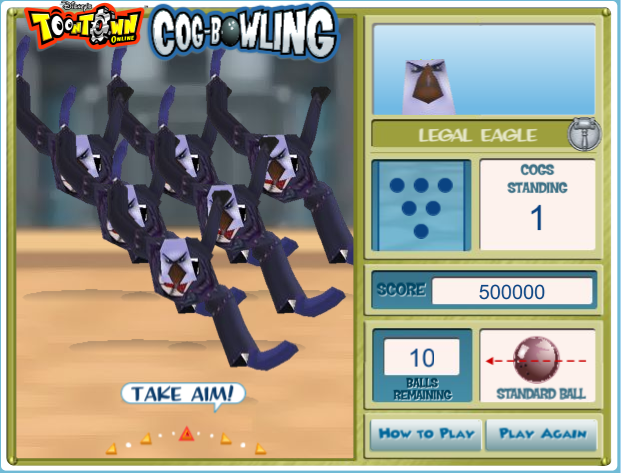 Disney's
TOONTOWN
ONLINE
COG-BOWLING
LEGAL EAGLE
COGS
STANDING
1
SCORE 500000
10
BALLS
REMAINING
STANDARD BALL
TAKE AIM!
HOW TO PLAY
PLAY AGAIN